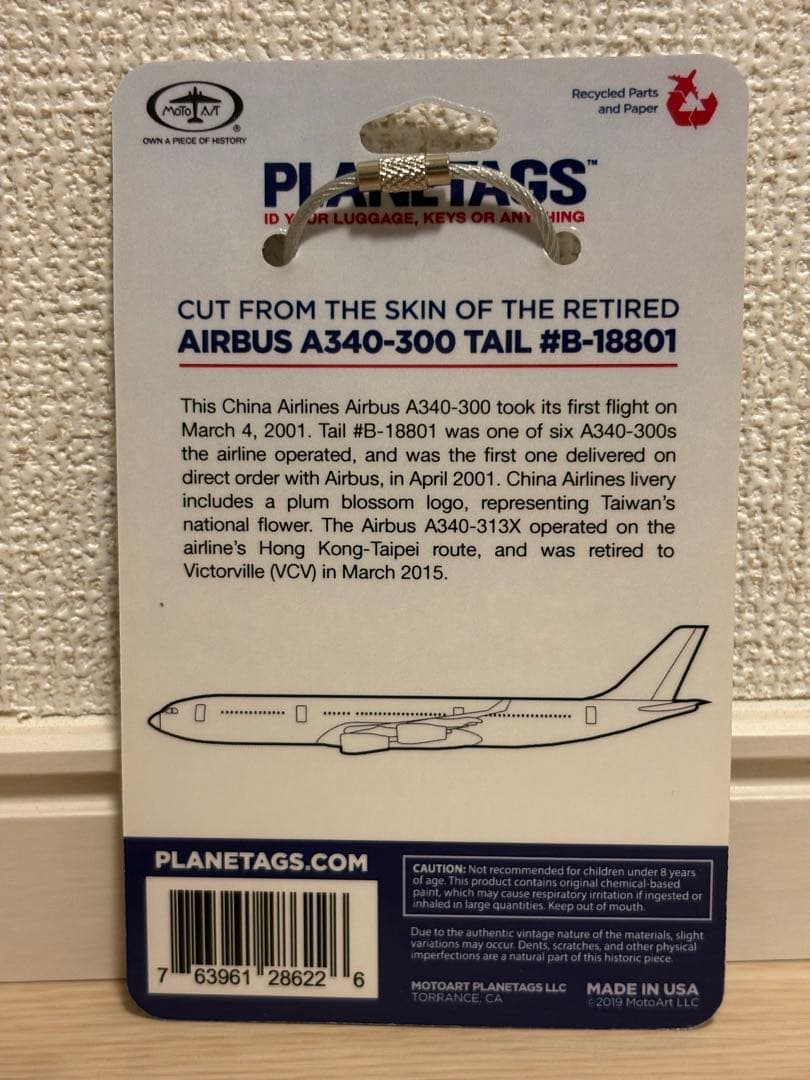 MOTO ART
®
OWN A PIECE OF HISTORY
Recycled Parts
and Paper
PLANETAGS™
ID YOUR LUGGAGE, KEYS OR ANYTHING
CUT FROM THE SKIN OF THE RETIRED
AIRBUS A340-300 TAIL #B-18801
This China Airlines Airbus A340-300 took its first flight on
March 4, 2001. Tail #B-18801 was one of six A340-300s
the airline operated, and was the first one delivered on
direct order with Airbus, in April 2001. China Airlines livery
includes a plum blossom logo, representing Taiwan's
national flower. The Airbus A340-313X operated on the
airline's Hong Kong-Taipei route, and was retired to
Victorville (VCV) in March 2015.
PLANETAGS.COM
7 63961 28622 6
CAUTION: Not recommended for children under 8 years
of age. This product contains original chemical-based
paint, which may cause respiratory irritation if ingested or
inhaled in large quantities. Keep out of mouth.
Due to the authentic vintage nature of the materials, slight
variations may occur. Dents, scratches, and other physical
imperfections are a natural part of this historic piece.
MOTOART PLANETAGS LLC
TORRANCE, CA
MADE IN USA
©2019 MotoArt LLC